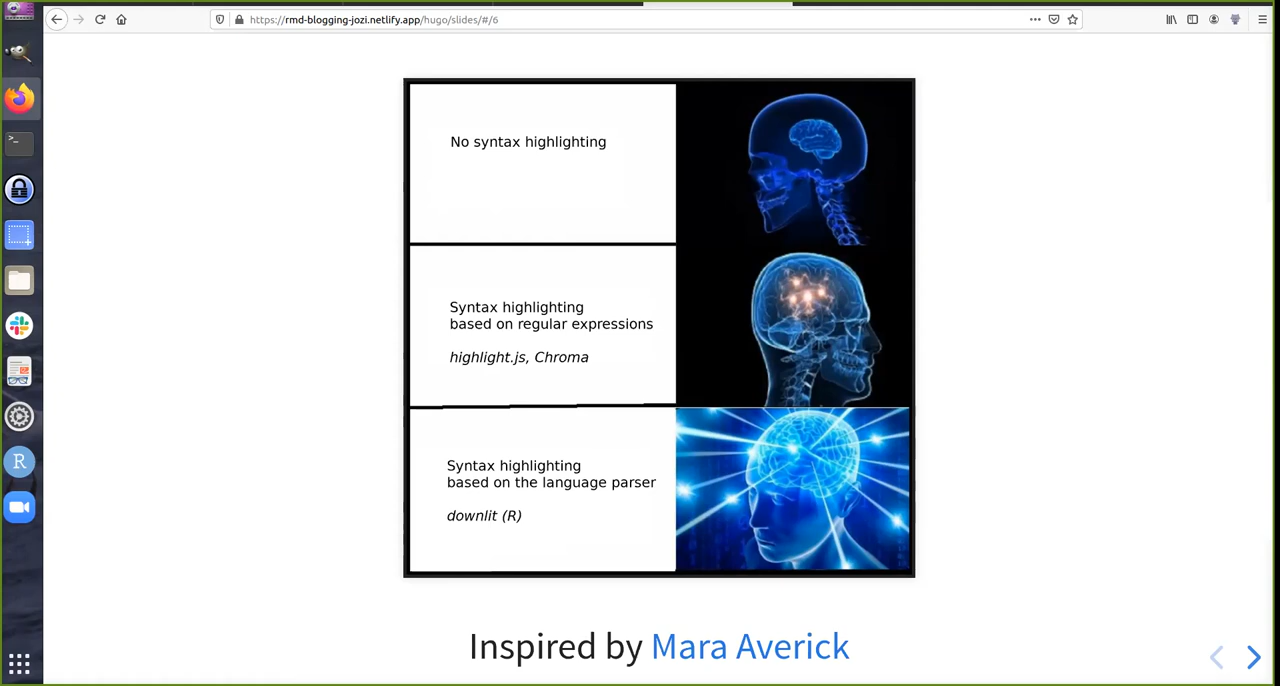 https://rmd-blogging-jozi.netlify.app/hugo/slides/#/6
No syntax highlighting
Syntax highlighting
based on regular expressions
highlight.js, Chroma
Syntax highlighting
based on the language parser
downlit (R)
R
Inspired by Mara Averick